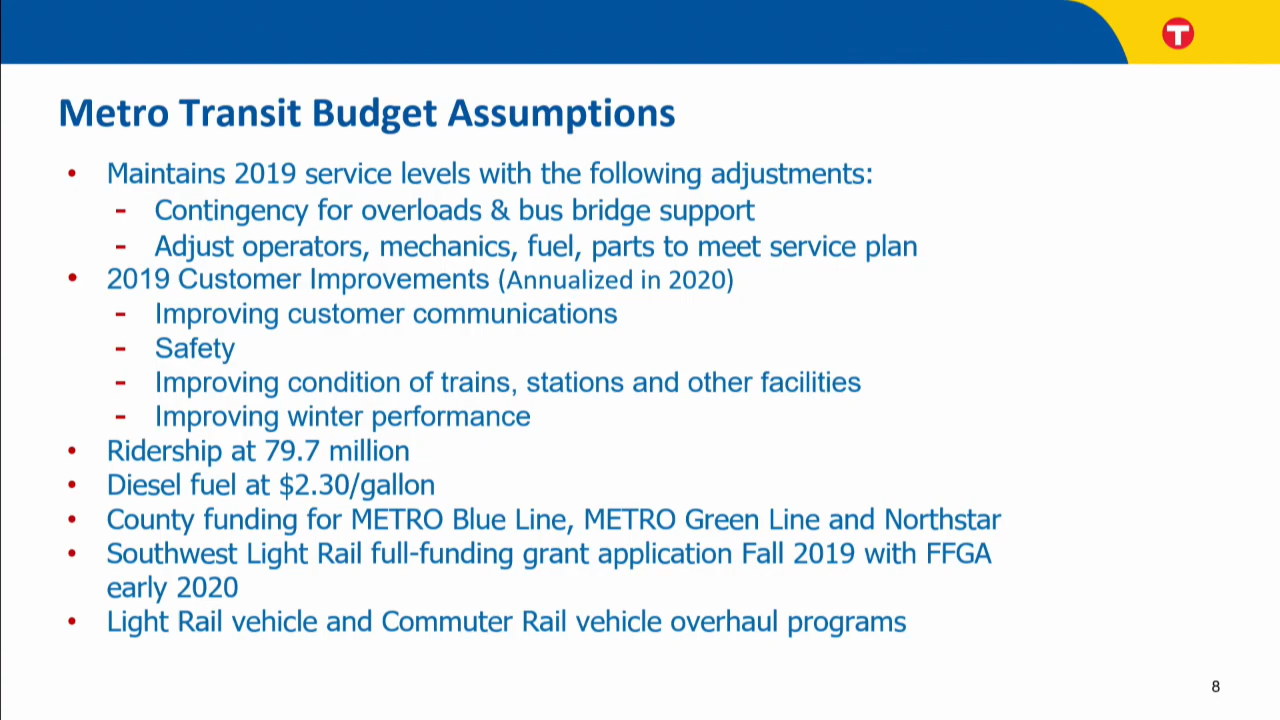 T
Metro Transit Budget Assumptions
• Maintains 2019 service levels with the following adjustments:
- Contingency for overloads & bus bridge support
- Adjust operators, mechanics, fuel, parts to meet service plan
• 2019 Customer Improvements (Annualized in 2020)
- Improving customer communications
- Safety
- Improving condition of trains, stations and other facilities
- Improving winter performance
• Ridership at 79.7 million
• Diesel fuel at $2.30/gallon
• County funding for METRO Blue Line, METRO Green Line and Northstar
• Southwest Light Rail full-funding grant application Fall 2019 with FFGA
early 2020
• Light Rail vehicle and Commuter Rail vehicle overhaul programs
8